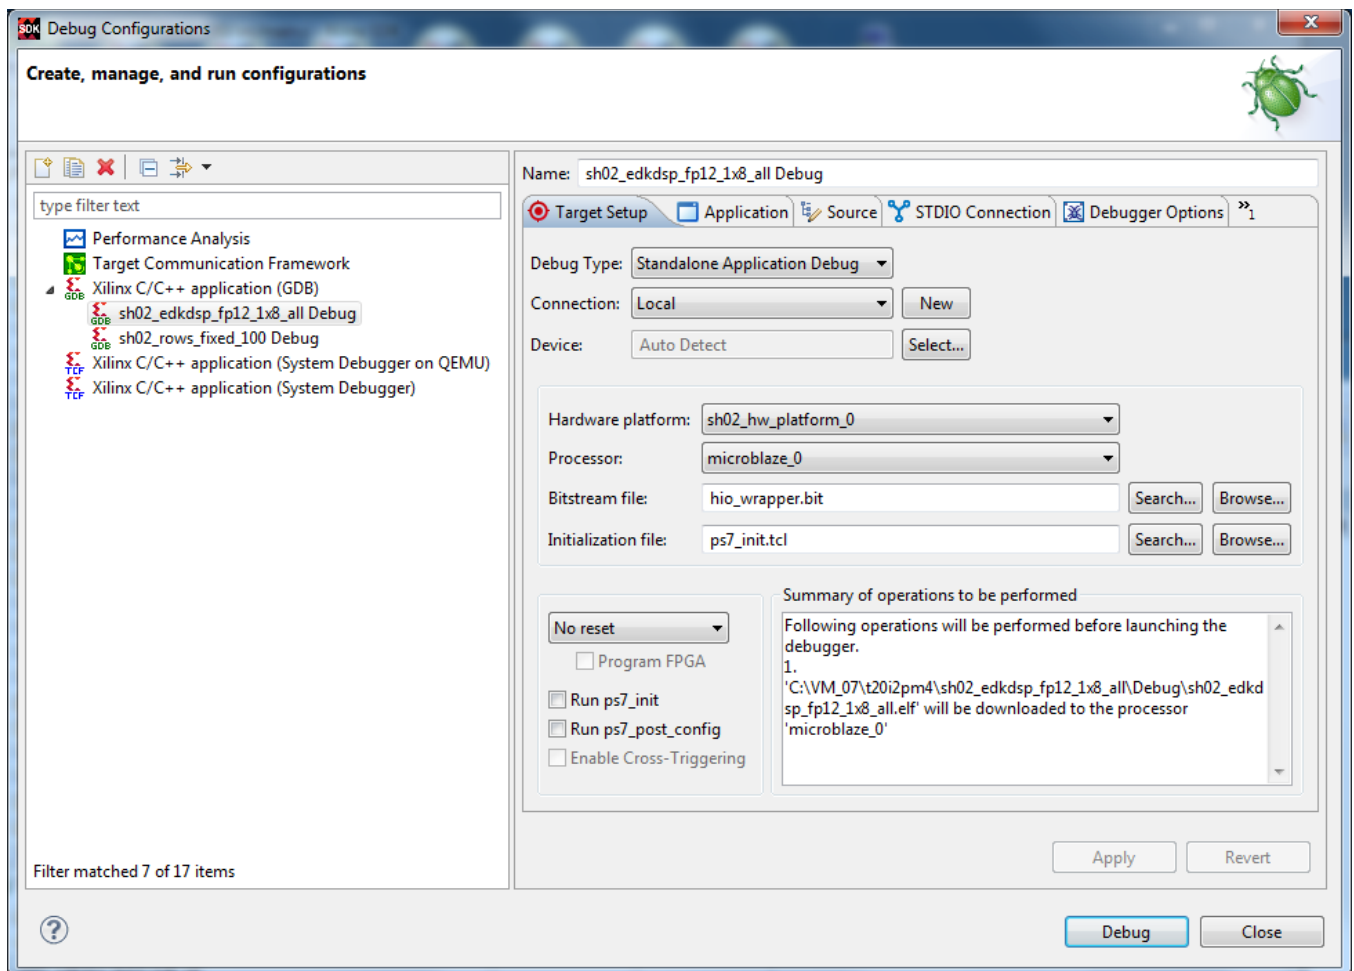 SDK Debug Configurations
Create, manage, and run configurations
type filter text
Performance Analysis
Target Communication Framework
GDB Xilinx C/C++ application (GDB)
GDB sh02_edkdsp_fp12_1x8_all Debug
GDB sh02_rows_fixed_100 Debug
TCF Xilinx C/C++ application (System Debugger on QEMU)
TCF Xilinx C/C++ application (System Debugger)
Filter matched 7 of 17 items
Name: sh02_edkdsp_fp12_1x8_all Debug
Target Setup Application Source STDIO Connection Debugger Options »1
Debug Type: Standalone Application Debug
Connection: Local New
Device: Auto Detect Select...
Hardware platform: sh02_hw_platform_0
Processor: microblaze_0
Bitstream file: hio_wrapper.bit Search... Browse...
Initialization file: ps7_init.tcl Search... Browse...
No reset
Program FPGA
Run ps7_init
Run ps7_post_config
Enable Cross-Triggering
Summary of operations to be performed
Following operations will be performed before launching the
debugger.
1.
'C:\VM_07\t20i2pm4\sh02_edkdsp_fp12_1x8_all\Debug\sh02_edkd
sp_fp12_1x8_all.elf' will be downloaded to the processor
'microblaze_0'
Apply Revert
? Debug Close